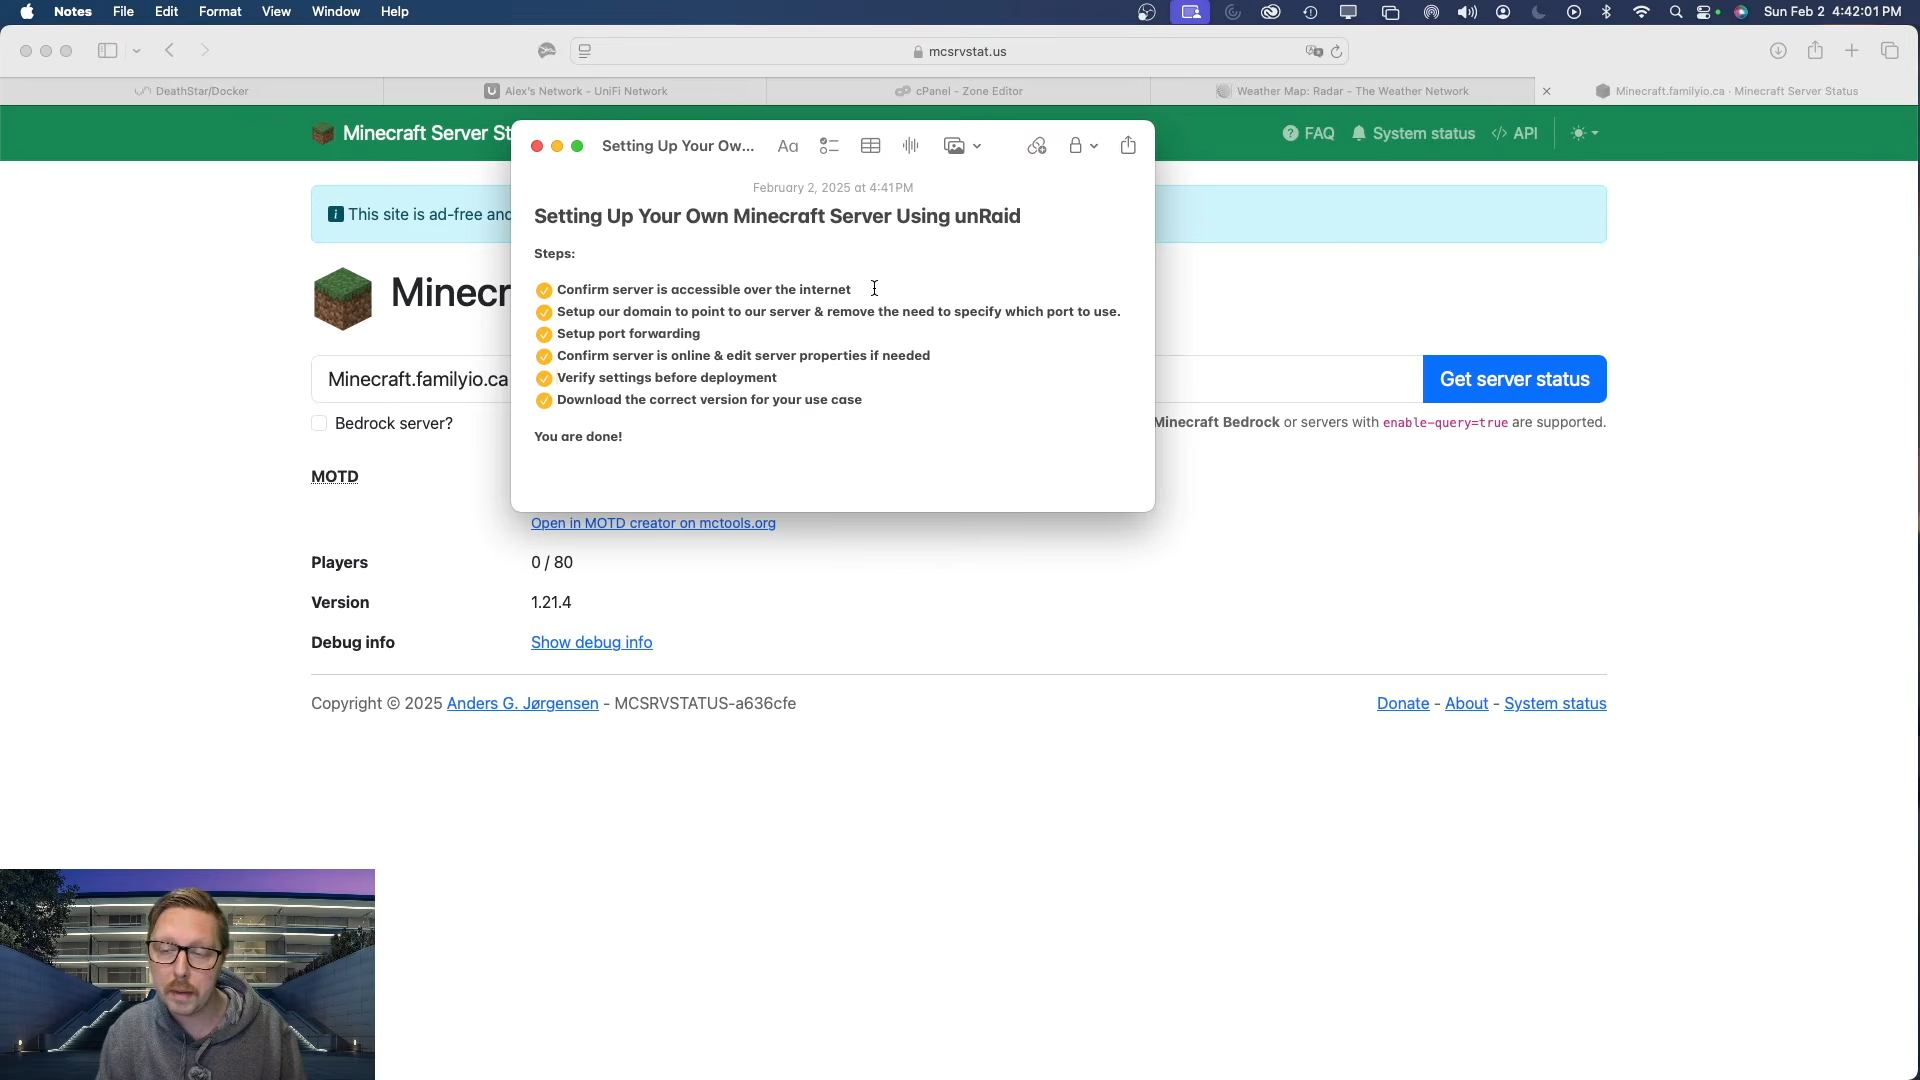 Notes File Edit Format View Window Help Sun Feb 2 4:42:01 PM
mcsrvstat.us
DeathStar/Docker Alex's Network - UniFi Network cPanel - Zone Editor Weather Map: Radar - The Weather Network Minecraft.familyio.ca - Minecraft Server Status
Minecraft Server St FAQ System status API
Setting Up Your Ow... Aa
February 2, 2025 at 4:41 PM
This site is ad-free and
Setting Up Your Own Minecraft Server Using unRaid
Steps:
Minecr
Confirm server is accessible over the internet
Setup our domain to point to our server & remove the need to specify which port to use.
Setup port forwarding
Confirm server is online & edit server properties if needed
Verify settings before deployment
Download the correct version for your use case
You are done!
Minecraft.familyio.ca Get server status
Bedrock server? Minecraft Bedrock or servers with enable-query=true are supported.
MOTD
Open in MOTD creator on mctools.org
Players 0 / 80
Version 1.21.4
Debug info Show debug info
Copyright © 2025 Anders G. Jørgensen - MCSRVSTATUS-a636cfe Donate - About - System status